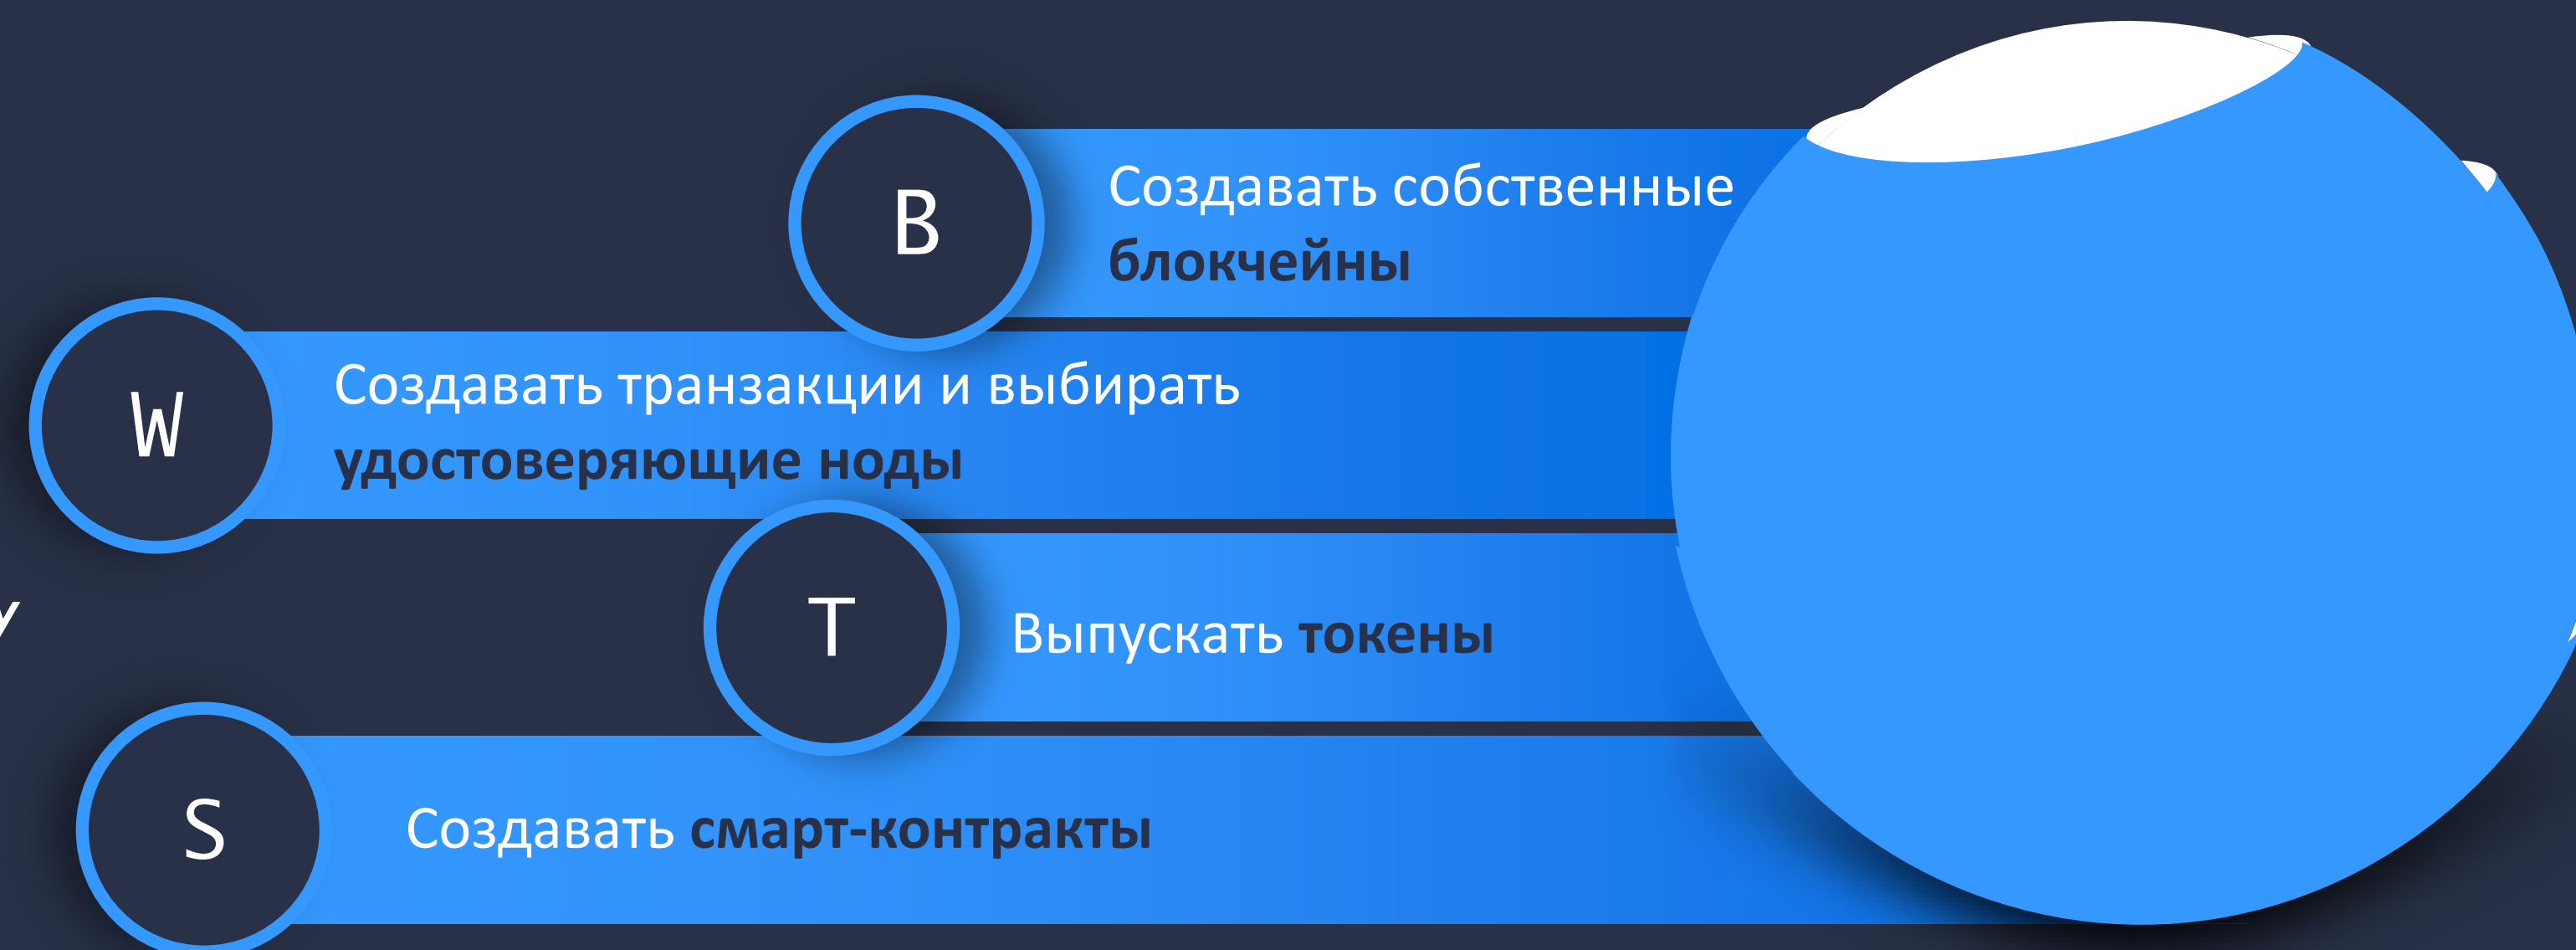 B
Создавать собственные
блокчейны
W
Создавать транзакции и выбирать
удостоверяющие ноды
T
Выпускать токены
S
Создавать смарт-контракты